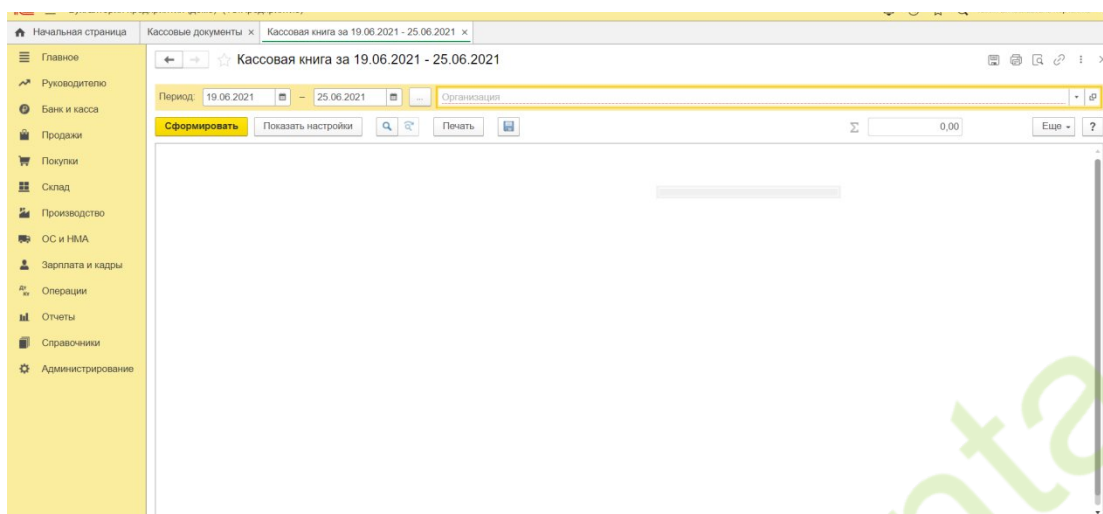 Начальная страница Кассовые документы × Кассовая книга за 19.06.2021 - 25.06.2021 ×
Главное
Кассовая книга за 19.06.2021 - 25.06.2021
Руководителю
Период: 19.06.2021 – 25.06.2021 ... Организация
Банк и касса
Сформировать Показать настройки Печать Σ 0,00 Еще ?
Продажи
Покупки
Склад
Производство
ОС и НМА
Зарплата и кадры
Операции
Отчеты
Справочники
Администрирование
nta